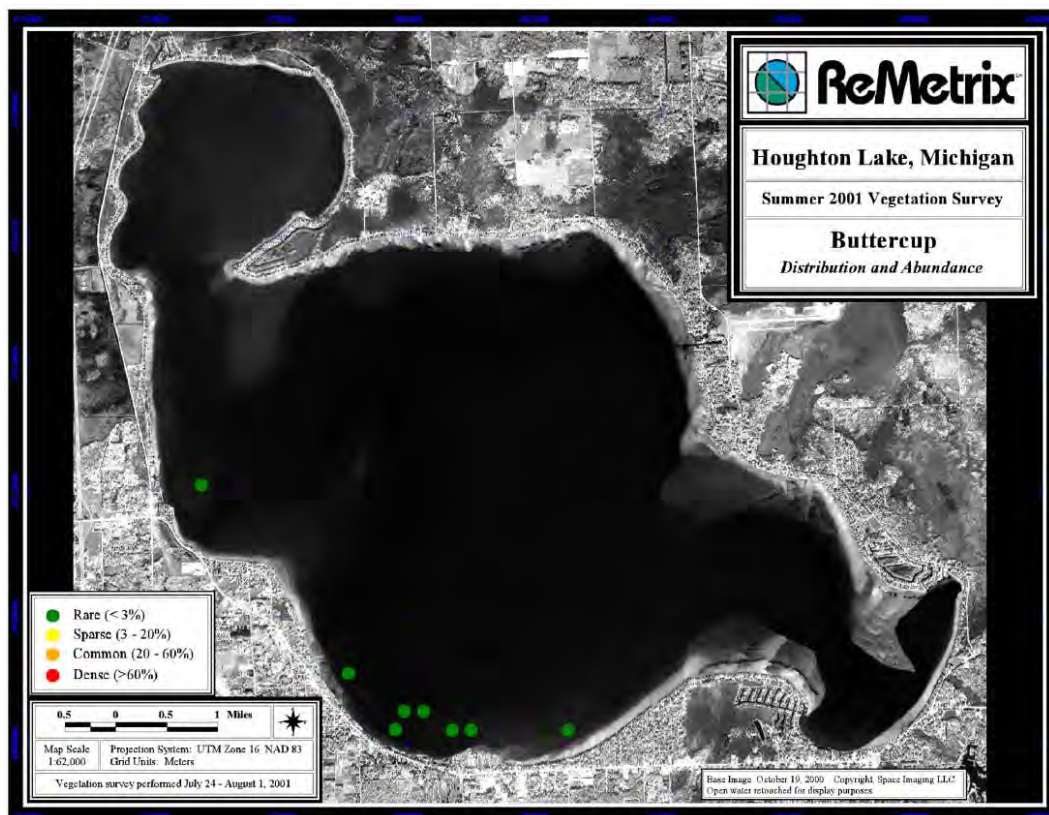 ReMetrix
Houghton Lake, Michigan
Summer 2001 Vegetation Survey
Buttercup
Distribution and Abundance
Rare (< 3%)
Sparse (3 - 20%)
Common (20 - 60%)
Dense (>60%)
0.5 0 0.5 1 Miles
Map Scale
1:62,000
Projection System: UTM Zone 16 NAD 83
Grid Units: Meters
Vegetation survey performed July 24 - August 1, 2001
Base Image October 19, 2000 Copyright Space Imaging LLC
Open water retouched for display purposes